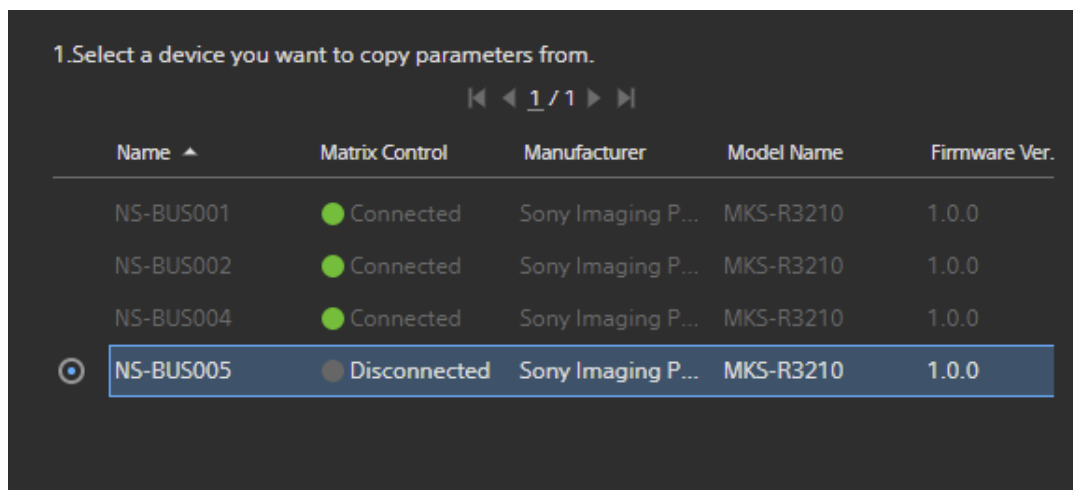 1.Select a device you want to copy parameters from.
1 / 1
Name Matrix Control Manufacturer Model Name Firmware Ver.
NS-BUS001 Connected Sony Imaging P... MKS-R3210 1.0.0
NS-BUS002 Connected Sony Imaging P... MKS-R3210 1.0.0
NS-BUS004 Connected Sony Imaging P... MKS-R3210 1.0.0
NS-BUS005 Disconnected Sony Imaging P... MKS-R3210 1.0.0